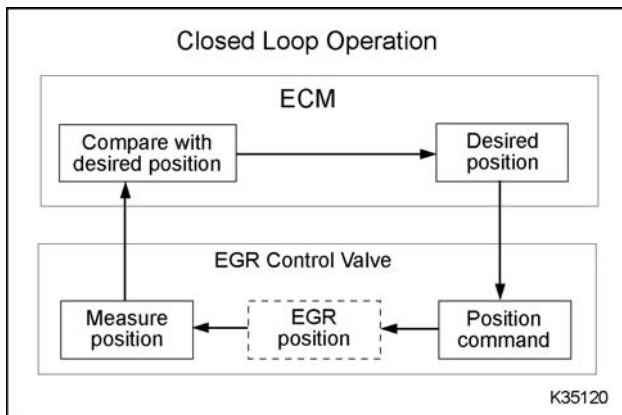 Closed Loop Operation
ECM
Compare with
desired position
Desired
position
EGR Control Valve
Measure
position
EGR
position
Position
command
K35120